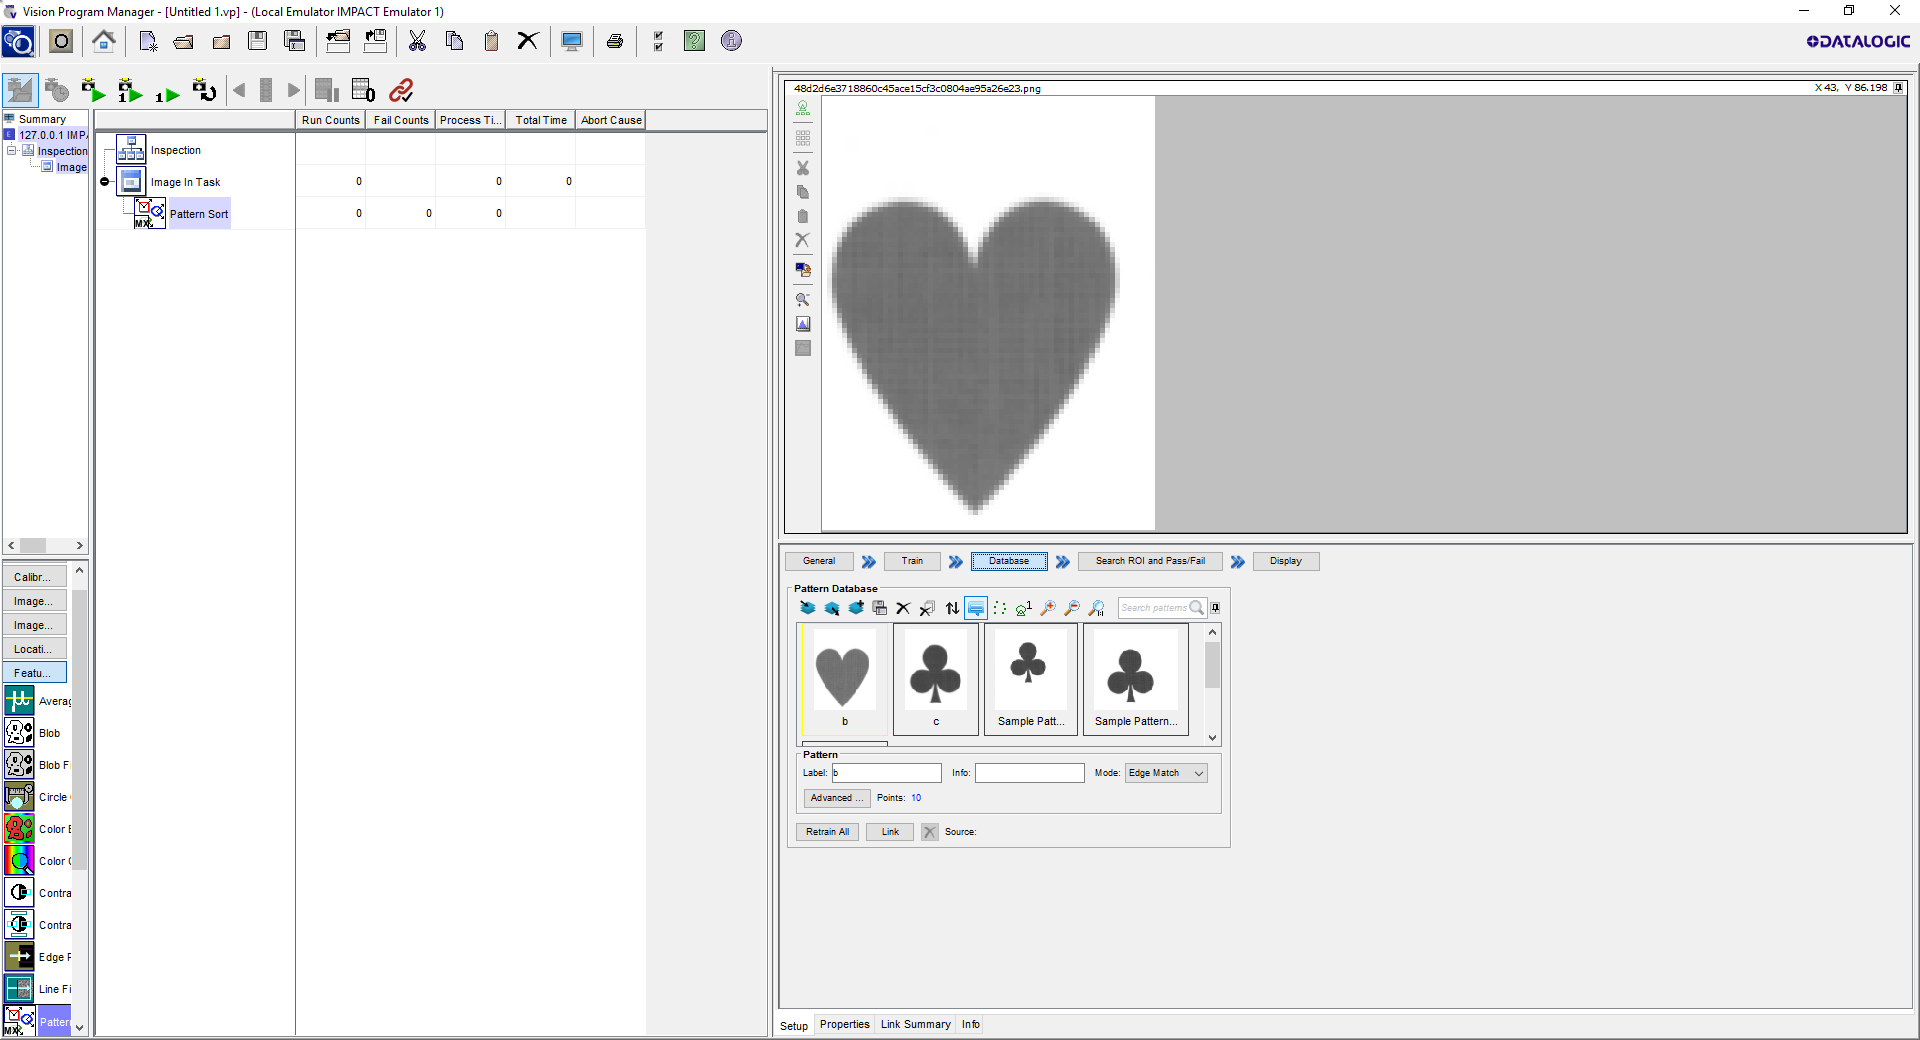 Vision Program Manager - [Untitled 1.vp] - (Local Emulator IMPACT Emulator 1)
DATALOGIC
Summary
127.0.0.1 IMPA
Inspection
Image
Run Counts Fail Counts Process Ti... Total Time Abort Cause
Inspection
Image In Task 0 0 0
Pattern Sort 0 0 0
48d2d6e3718860c45ace15cf3c0804ae95a26e23.png X 43, Y 86.198
Calibr...
Image...
Image...
Locati...
Featu...
Averag
Blob
Blob Fi
Circle
Color B
Color
Contra
Contra
Edge F
Line Fi
Patter
General Train Database Search ROI and Pass/Fail Display
Pattern Database
Search patterns
b c Sample Patt... Sample Pattern...
Pattern
Label: b Info: Mode: Edge Match
Advanced ... Points: 10
Retrain All Link Source:
Setup Properties Link Summary Info